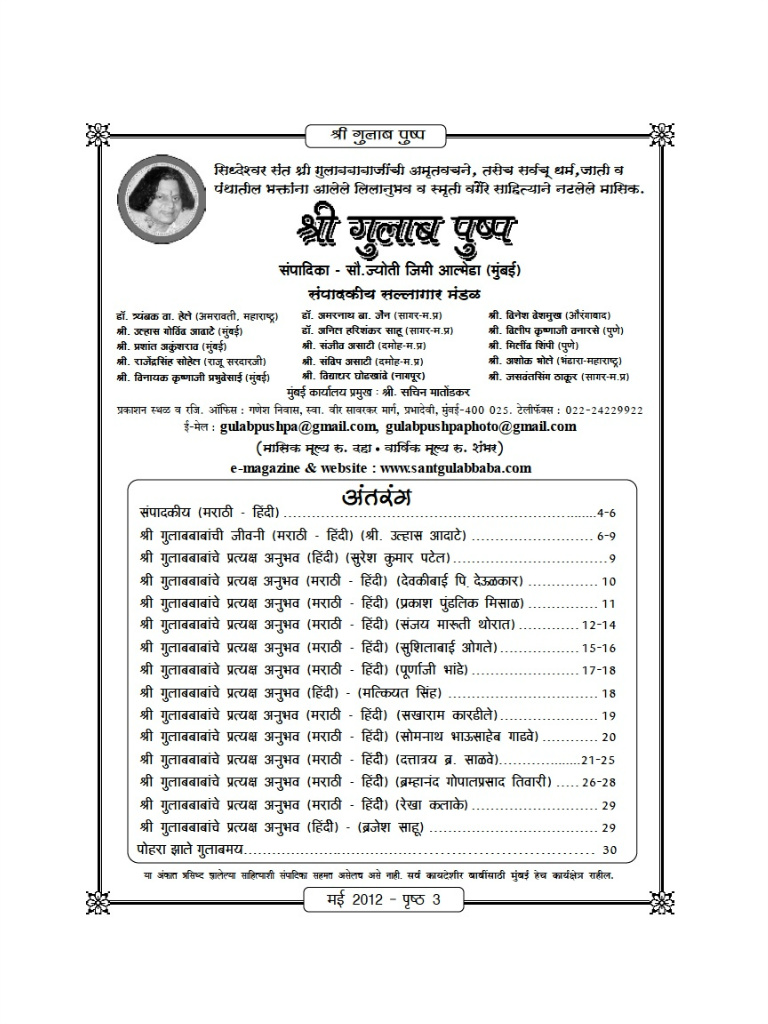 श्री गुलाब पुष्प
सिध्देश्वर संत श्री गुलाबबाबाजींची अमृतवचने, तसेच सर्वच् धर्म,जाती व
पंथातील भक्तांना आलेले लिलानुभव व स्मृती वगैरे साहित्याने नटलेले मासिक.
श्री गुलाब पुष्प
संपादिका - सौ.ज्योती जिमी आल्मेडा (मुंबई)
संपादकीय सल्लागार मंडळ
डॉ. त्र्यंबक वा. हेले (अमरावती, महाराष्ट्र) डॉ. अमरनाथ बा. जैन (सागर-म.प्र) श्री. दिनेश देशमुख (औरंगाबाद)
श्री. उल्हास गोविंद आदाटे (मुंबई) डॉ. अनिल हरिशंकर साहू (सागर-म.प्र) श्री. दिलीप कृष्णाजी वनारसे (पुणे)
श्री. प्रशांत अकुंशराव (मुंबई) श्री. संजीव असाटी (दमोह-म.प्र) श्री. मिलींद शिंपी (पुणे)
श्री. राजेंद्रसिंह सोहेल (राजू सरदारजी) श्री. संदिप असाटी (दमोह-म.प्र) श्री. अशोक भोले (भंडारा-महाराष्ट्र)
श्री. विनायक कृष्णाजी प्रभुदेसाई (मुंबई) श्री. विद्याधर घोडखांडे (नागपूर) श्री. जसवंतसिंग ठाकूर (सागर-म.प्र)
मुंबई कार्यालय प्रमुख : श्री. सचिन मातोंडकर
प्रकाशन स्थळ व रजि. ऑफिस : गणेश निवास, स्वा. वीर सावरकर मार्ग, प्रभादेवी, मुंबई-400 025. टेलीफॅक्स : 022-24229922
ई-मेल : gulabpushpa@gmail.com, gulabpushpaphoto@gmail.com
(मासिक मूल्य रु. दहा • वार्षिक मूल्य रु. शंभर)
e-magazine & website : www.santgulabbaba.com
अंतरंग
संपादकीय (मराठी - हिंदी) ........................4-6
श्री गुलाबबाबांची जीवनी (मराठी - हिंदी) (श्री. उल्हास आदाटे) ........................ 6-9
श्री गुलाबबाबांचे प्रत्यक्ष अनुभव (हिंदी) (सुरेश कुमार पटेल)........................9
श्री गुलाबबाबांचे प्रत्यक्ष अनुभव (मराठी - हिंदी) (देवकीबाई पि. देऊळकार) ............. 10
श्री गुलाबबाबांचे प्रत्यक्ष अनुभव (मराठी - हिंदी) (प्रकाश पुंडलिक मिसाळ) ............. 11
श्री गुलाबबाबांचे प्रत्यक्ष अनुभव (मराठी - हिंदी) (संजय मारूती थोरात) ............ 12-14
श्री गुलाबबाबांचे प्रत्यक्ष अनुभव (मराठी - हिंदी) (सुशिलाबाई ओगले)............... 15-16
श्री गुलाबबाबांचे प्रत्यक्ष अनुभव (मराठी - हिंदी) (पूर्णाजी भांडे)..................... 17-18
श्री गुलाबबाबांचे प्रत्यक्ष अनुभव (हिंदी) - (मल्कियत सिंह) ........................ 18
श्री गुलाबबाबांचे प्रत्यक्ष अनुभव (मराठी - हिंदी) (सखाराम कारडीले)................... 19
श्री गुलाबबाबांचे प्रत्यक्ष अनुभव (मराठी - हिंदी) (सोमनाथ भाऊसाहेब गाडवे) ........... 20
श्री गुलाबबाबांचे प्रत्यक्ष अनुभव (मराठी - हिंदी) (दत्तात्रय ब्र. साळवे)..................21-25
श्री गुलाबबाबांचे प्रत्यक्ष अनुभव (मराठी - हिंदी) (ब्रम्हानंद गोपालप्रसाद तिवारी) ..... 26-28
श्री गुलाबबाबांचे प्रत्यक्ष अनुभव (मराठी - हिंदी) (रेखा कलाके) ........................ 29
श्री गुलाबबाबांचे प्रत्यक्ष अनुभव (हिंदी) - (ब्रजेश साहू) ........................ 29
पोहरा झाले गुलाबमय........................ 30
या अंकात प्रसिध्द झालेल्या साहित्याशी संपादिका सहमत असेलच असे नाही. सर्व कायदेशीर बाबींसाठी मुंबई हेच कार्यक्षेत्र राहील.
मई 2012 - पृष्ठ 3